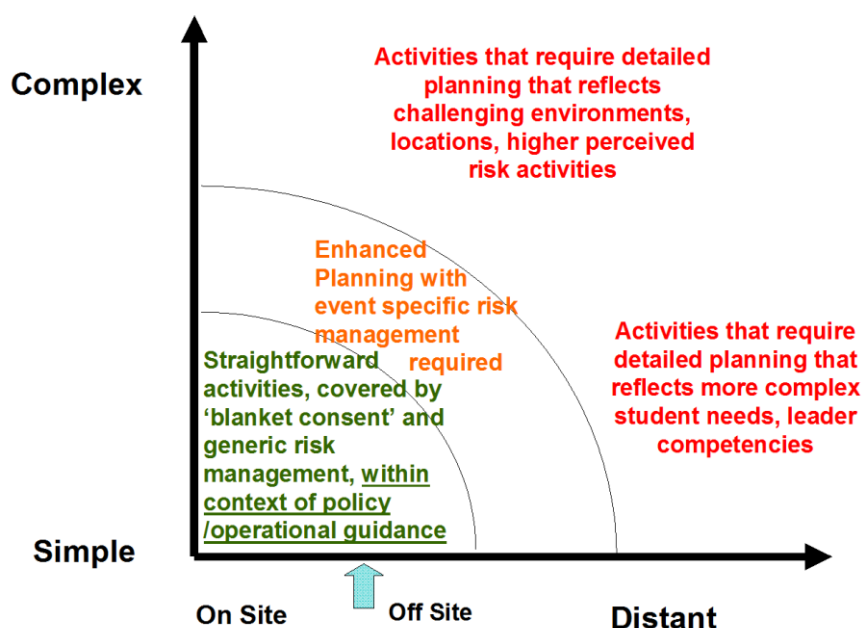 Complex
Activities that require detailed
planning that reflects
challenging environments,
locations, higher perceived
risk activities
Enhanced
Planning with
event specific risk
management
required
Straightforward
activities, covered by
‘blanket consent’ and
generic risk
management, within
context of policy
/operational guidance
Activities that require
detailed planning that
reflects more complex
student needs, leader
competencies
Simple
On Site
Off Site
Distant